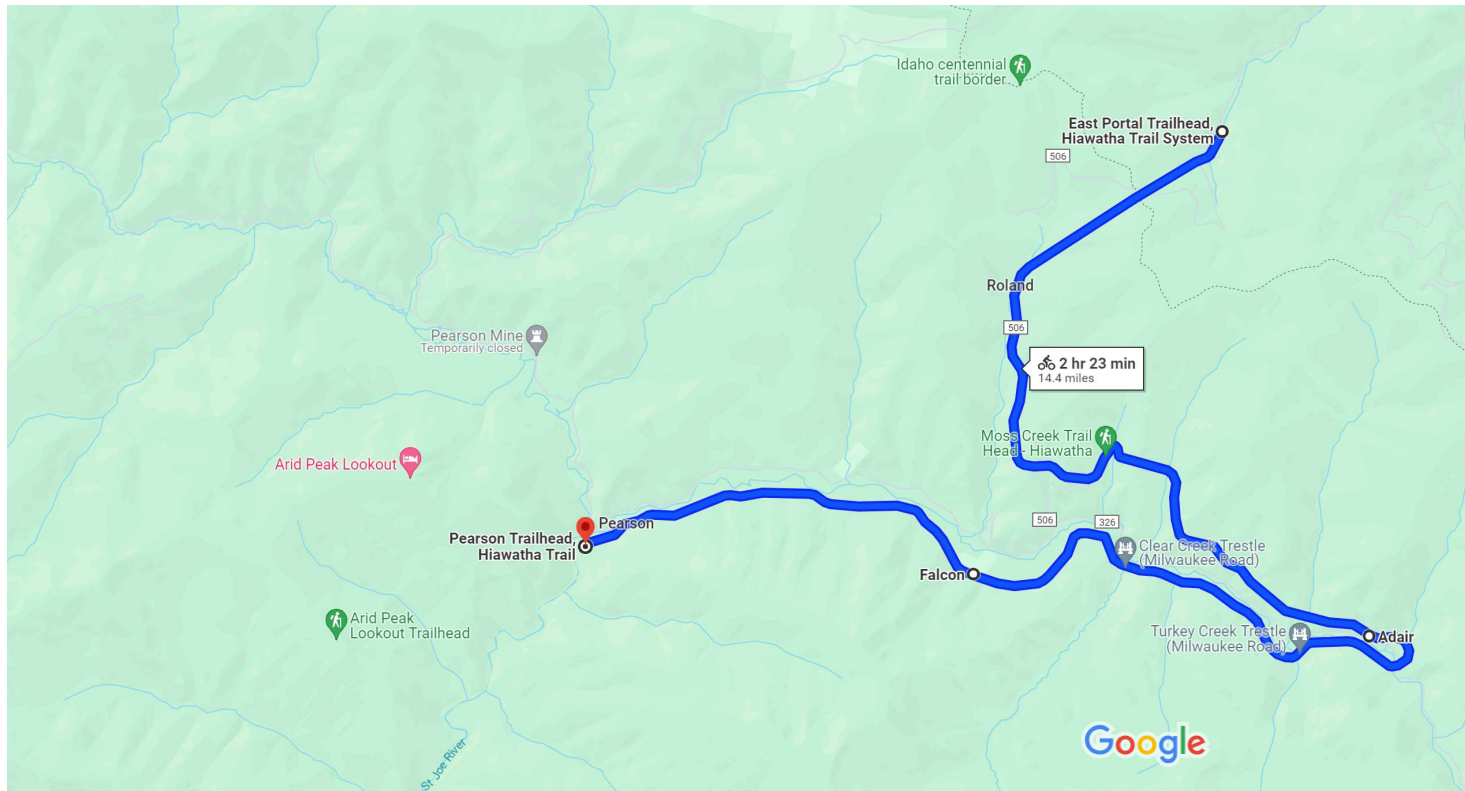 Idaho centennial
trail border
East Portal Trailhead,
Hiawatha Trail System
506
Roland
506
Pearson Mine
Temporarily closed
2 hr 23 min
14.4 miles
Moss Creek Trail
Head - Hiawatha
Arid Peak Lookout
Pearson
Pearson Trailhead,
Hiawatha Trail
506
326
Clear Creek Trestle
(Milwaukee Road)
Falcon
Arid Peak
Lookout Trailhead
Turkey Creek Trestle
(Milwaukee Road)
Adair
St Joe River
Google